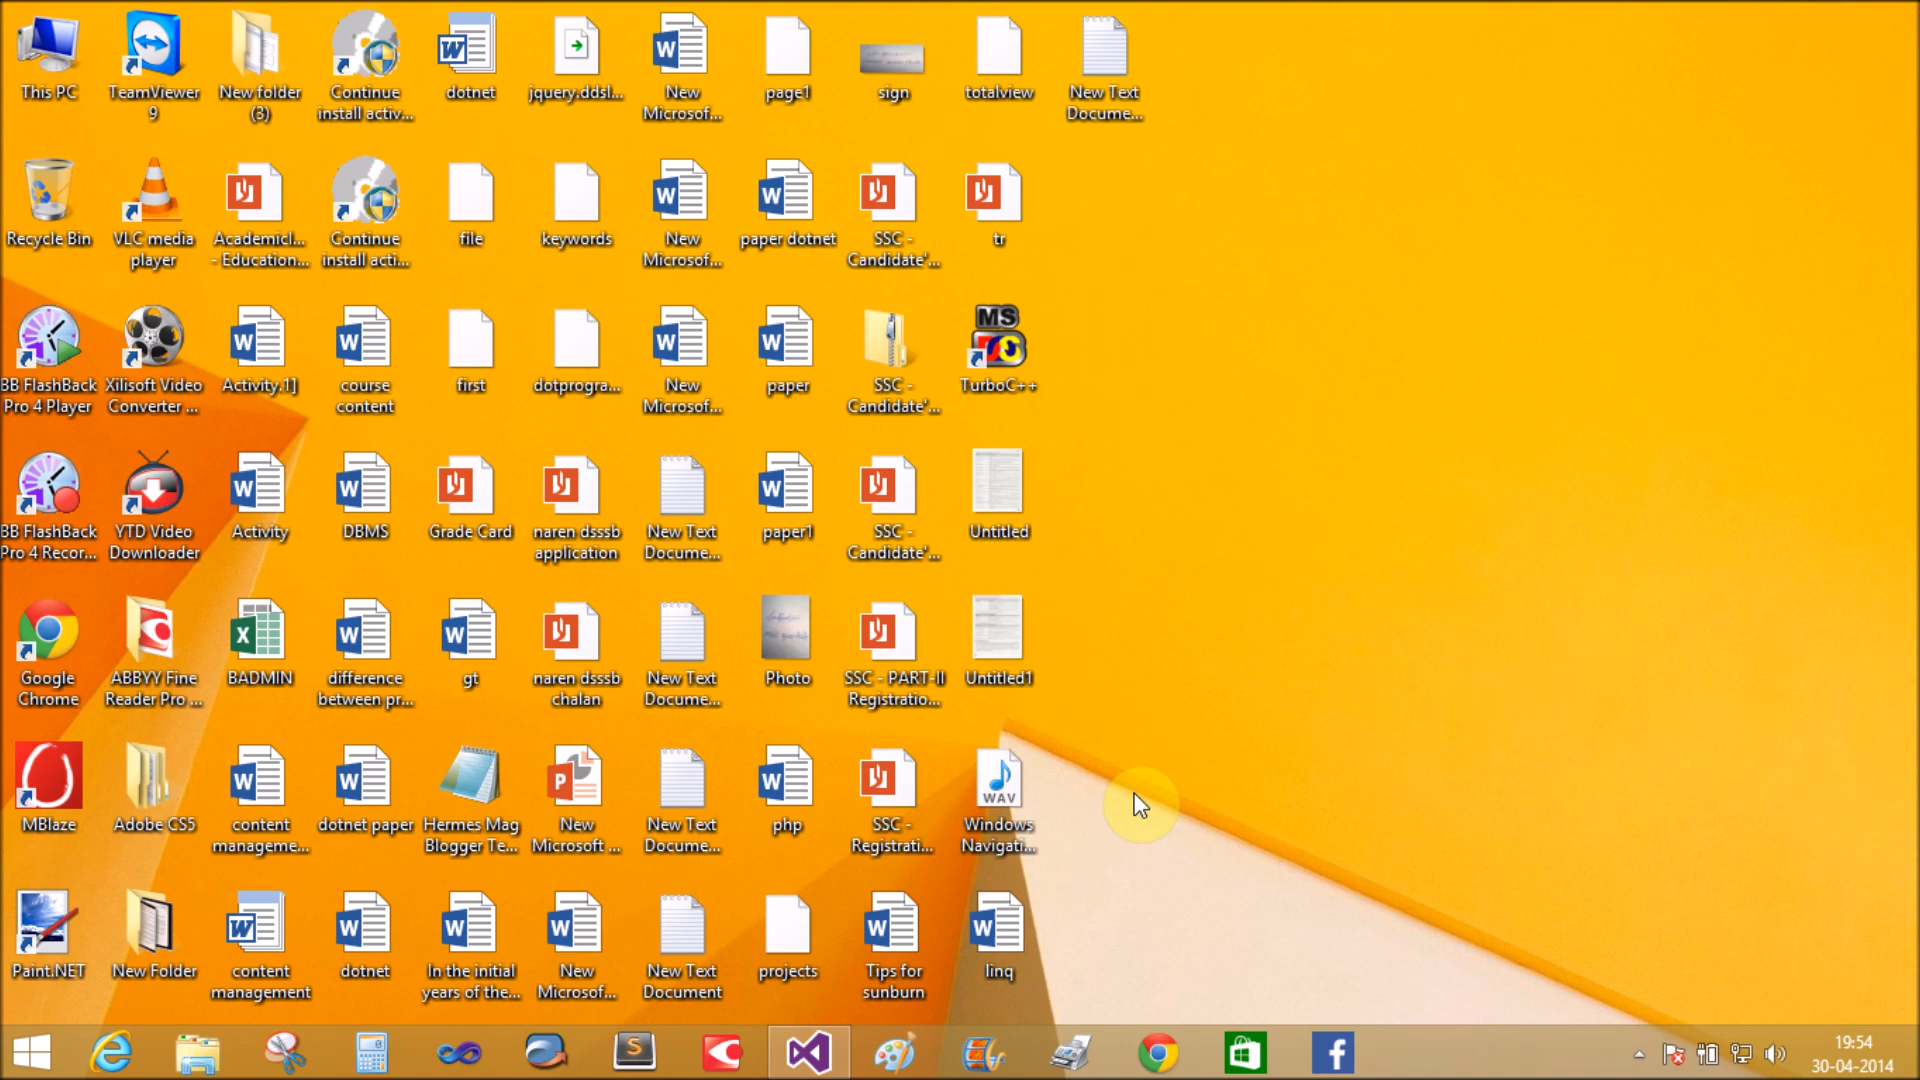 This PC
TeamViewer
9
New folder
(3)
Continue
install activ...
dotnet
jquery.ddsl...
New
Microsof...
page1
sign
totalview
New Text
Docume...
Recycle Bin
VLC media
player
Academicl...
- Education...
Continue
install acti...
file
keywords
New
Microsof...
paper dotnet
SSC -
Candidate'...
tr
BB FlashBack
Pro 4 Player
Xilisoft Video
Converter ...
Activity.1]
course
content
first
dotprogra...
New
Microsof...
paper
SSC -
Candidate'...
MS
TurboC++
BB FlashBack
Pro 4 Recor...
YTD Video
Downloader
Activity
DBMS
Grade Card
naren dsssb
application
New Text
Docume...
paper1
SSC -
Candidate'...
Untitled
Google
Chrome
ABBYY Fine
Reader Pro ...
BADMIN
difference
between pr...
gt
naren dsssb
chalan
New Text
Docume...
Photo
SSC - PART-II
Registratio...
Untitled1
MBlaze
Adobe CS5
content
manageme...
dotnet paper
Hermes Mag
Blogger Te...
New
Microsoft ...
New Text
Docume...
php
SSC -
Registrati...
WAV
Windows
Navigati...
Paint.NET
New Folder
content
management
dotnet
In the initial
years of the...
New
Microsof...
New Text
Document
projects
Tips for
sunburn
linq
19:54
30-04-2014